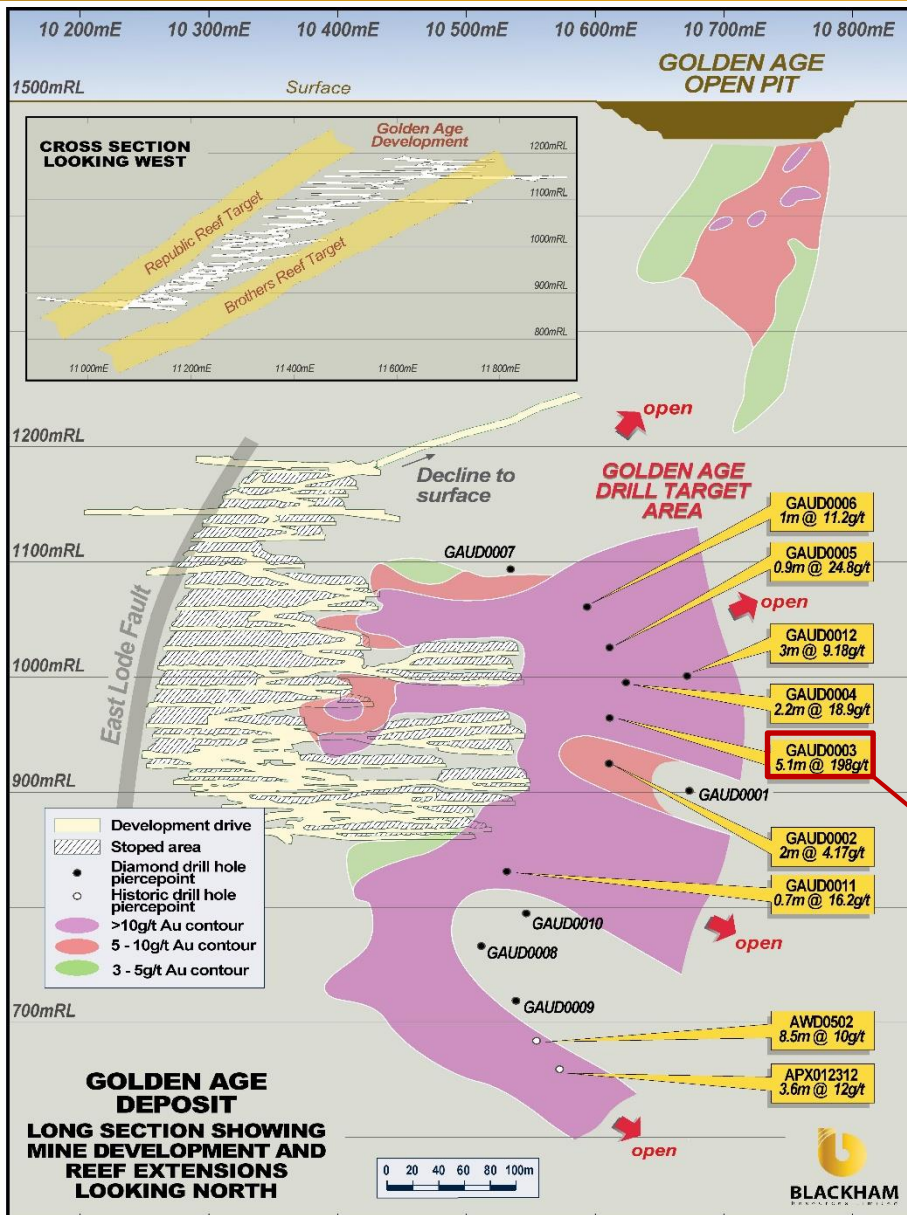 10 200mE 10 300mE 10 400mE 10 500mE 10 600mE 10 700mE 10 800mE
GOLDEN AGE
OPEN PIT
1500mRL
Surface
CROSS SECTION
LOOKING WEST
Golden Age
Development
Republic Reef Target
Brothers Reef Target
1200mRL
1100mRL
1000mRL
900mRL
800mRL
11 000mE 11 200mE 11 400mE 11 600mE 11 800mE
open
1200mRL
Decline to
surface
GOLDEN AGE
DRILL TARGET
AREA
GAUD0006
1m @ 11.2g/t
1100mRL
GAUD0007
GAUD0005
0.9m @ 24.8g/t
open
East Lode Fault
GAUD0012
3m @ 9.18g/t
1000mRL
GAUD0004
2.2m @ 18.9g/t
GAUD0003
5.1m @ 198g/t
900mRL
GAUD0001
GAUD0002
2m @ 4.17g/t
GAUD0011
0.7m @ 16.2g/t
Development drive
Stoped area
Diamond drill hole
piercepoint
Historic drill hole
piercepoint
>10g/t Au contour
5 - 10g/t Au contour
3 - 5g/t Au contour
GAUD0010
GAUD0008
open
GAUD0009
700mRL
AWD0502
8.5m @ 10g/t
APX012312
3.6m @ 12g/t
open
GOLDEN AGE
DEPOSIT
LONG SECTION SHOWING
MINE DEVELOPMENT AND
REEF EXTENSIONS
LOOKING NORTH
0 20 40 60 80 100m
BLACKHAM
Resources Limited